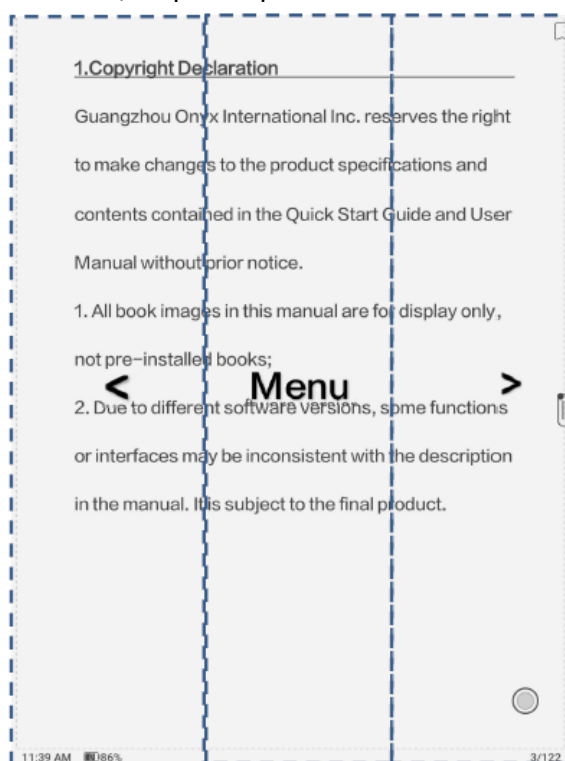 1.Copyright Declaration
Guangzhou Onyx International Inc. reserves the right
to make changes to the product specifications and
contents contained in the Quick Start Guide and User
Manual without prior notice.
1. All book images in this manual are for display only,
not pre-installed books;
< Menu >
2. Due to different software versions, some functions
or interfaces may be inconsistent with the description
in the manual. It is subject to the final product.
11:39 AM 86% 3/122